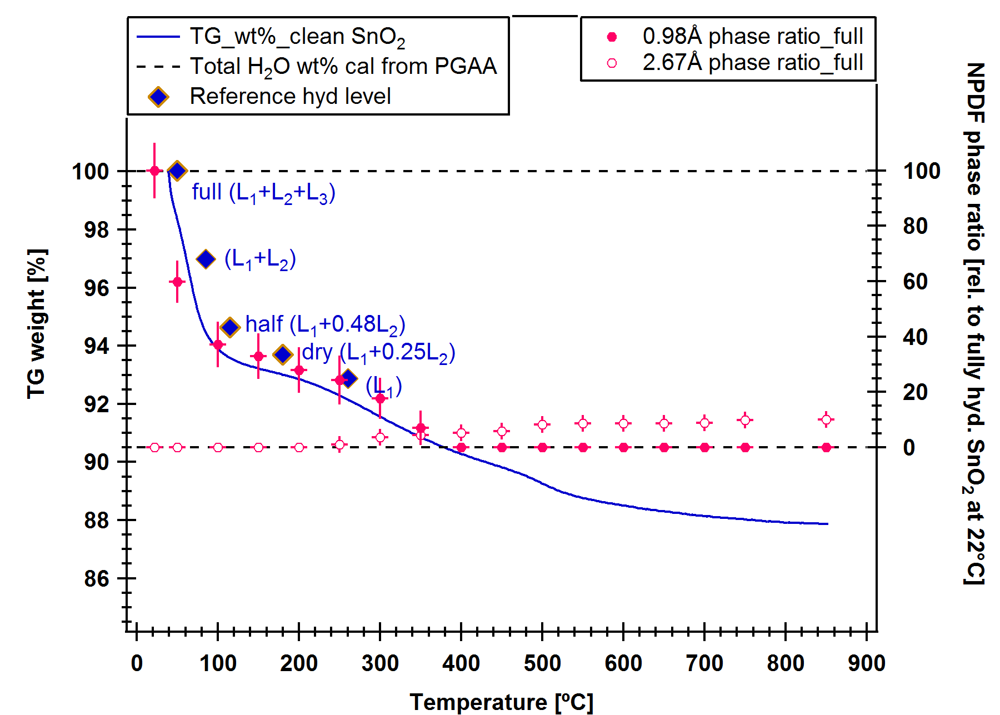 TG_wt%_clean SnO₂
Total H₂O wt% cal from PGAA
Reference hyd level
0.98Å phase ratio_full
2.67Å phase ratio_full
TG weight [%]
100
98
96
94
92
90
88
86
full (L₁+L₂+L₃)
(L₁+L₂)
half (L₁+0.48L₂)
dry (L₁+0.25L₂)
(L₁)
100
80
60
40
20
0
NPDF phase ratio [rel. to fully hyd. SnO₂ at 22°C]
0 100 200 300 400 500 600 700 800 900
Temperature [ºC]